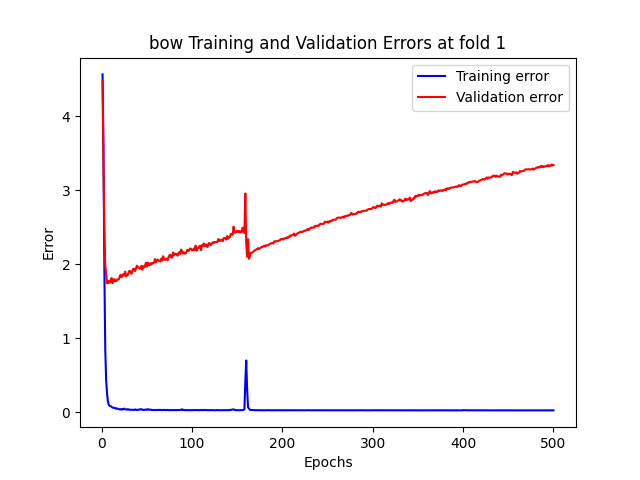 bow Training and Validation Errors at fold 1
Training error
Validation error
Error
4
3
2
1
0
0 100 200 300 400 500
Epochs